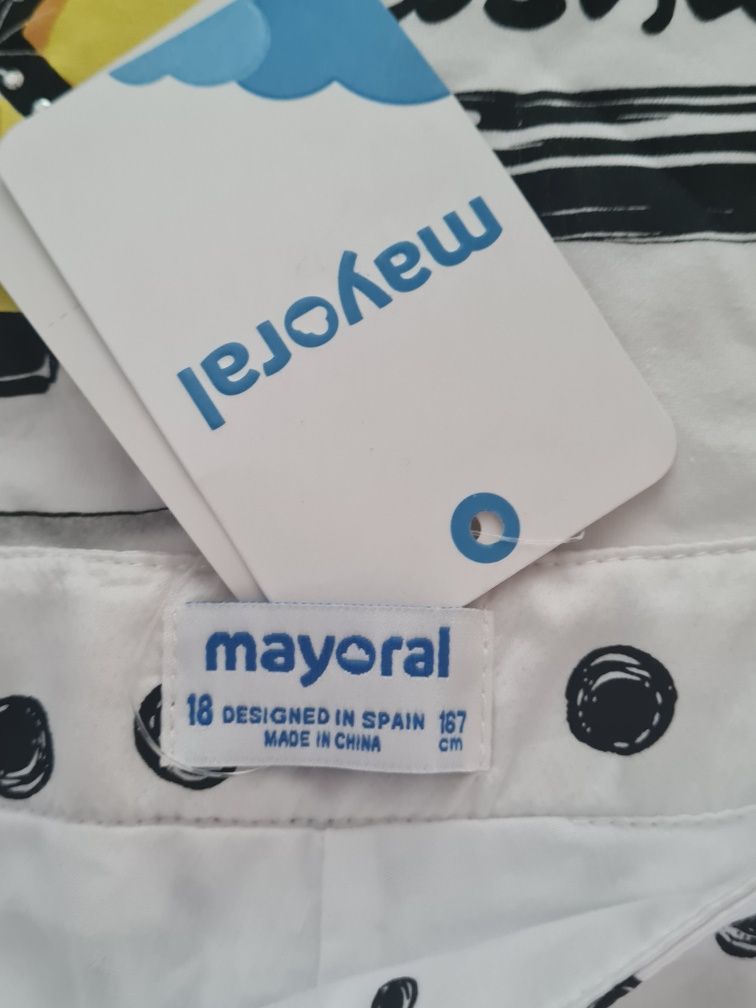 mayoral
mayoral
18 DESIGNED IN SPAIN 167
MADE IN CHINA cm